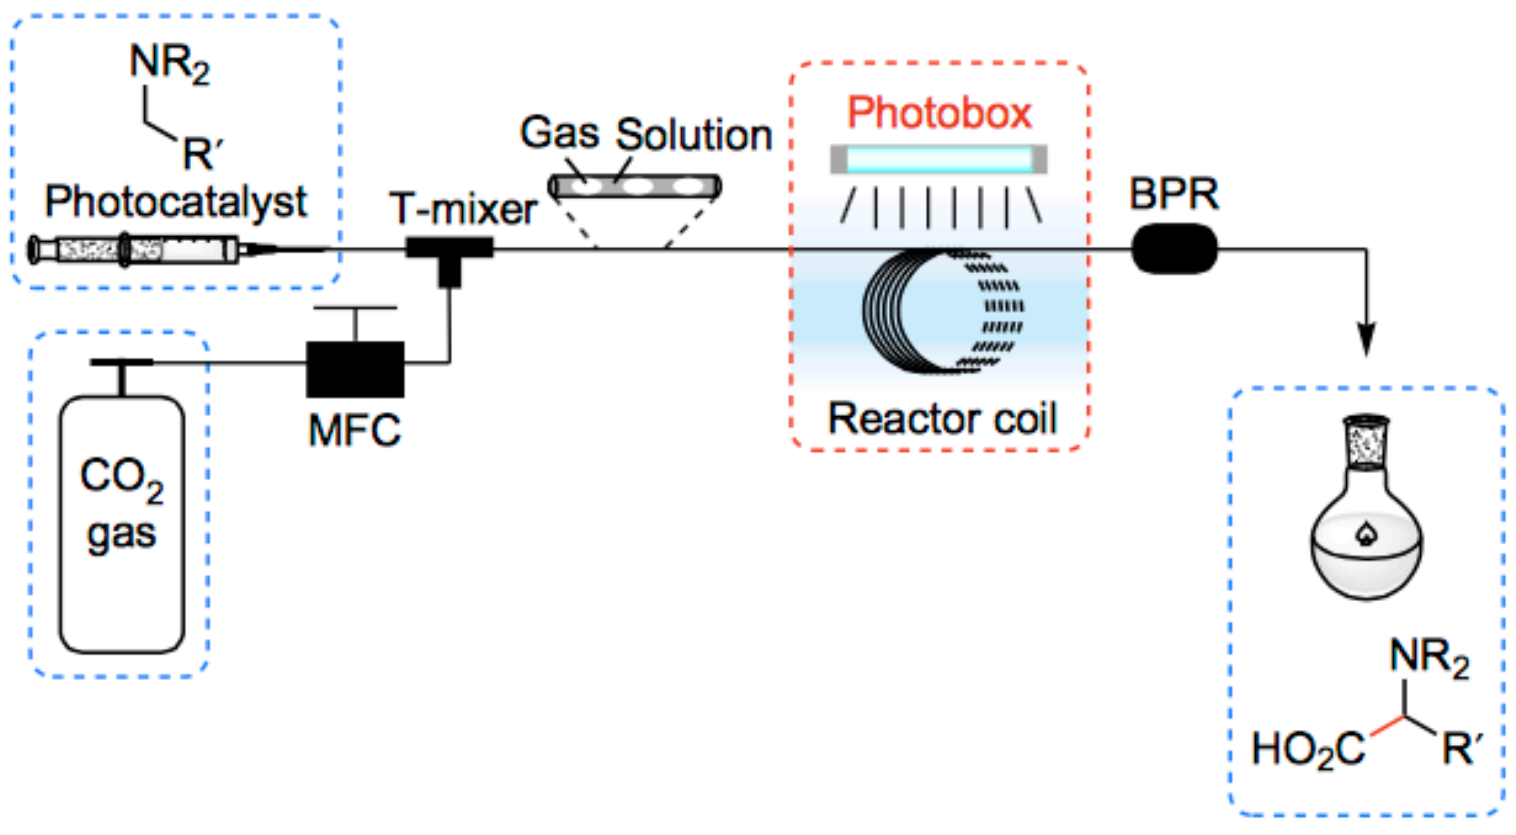 NR2
R′
Photocatalyst
T-mixer
Gas Solution
Photobox
Reactor coil
BPR
MFC
CO2
gas
NR2
HO2C
R′